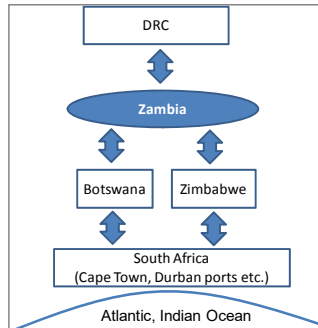 DRC
Zambia
Botswana
Zimbabwe
South Africa
(Cape Town, Durban ports etc.)
Atlantic, Indian Ocean